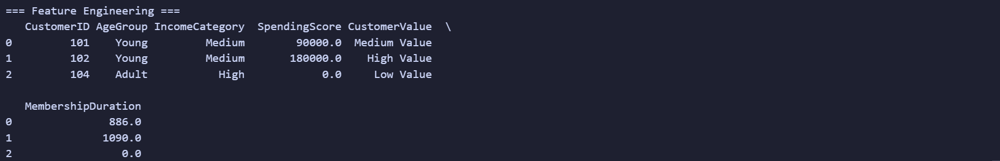 === Feature Engineering ===
   CustomerID AgeGroup IncomeCategory  SpendingScore CustomerValue  \
0         101    Young         Medium        90000.0  Medium Value
1         102    Young         Medium       180000.0    High Value
2         104    Adult           High            0.0     Low Value

   MembershipDuration
0               886.0
1              1090.0
2                 0.0